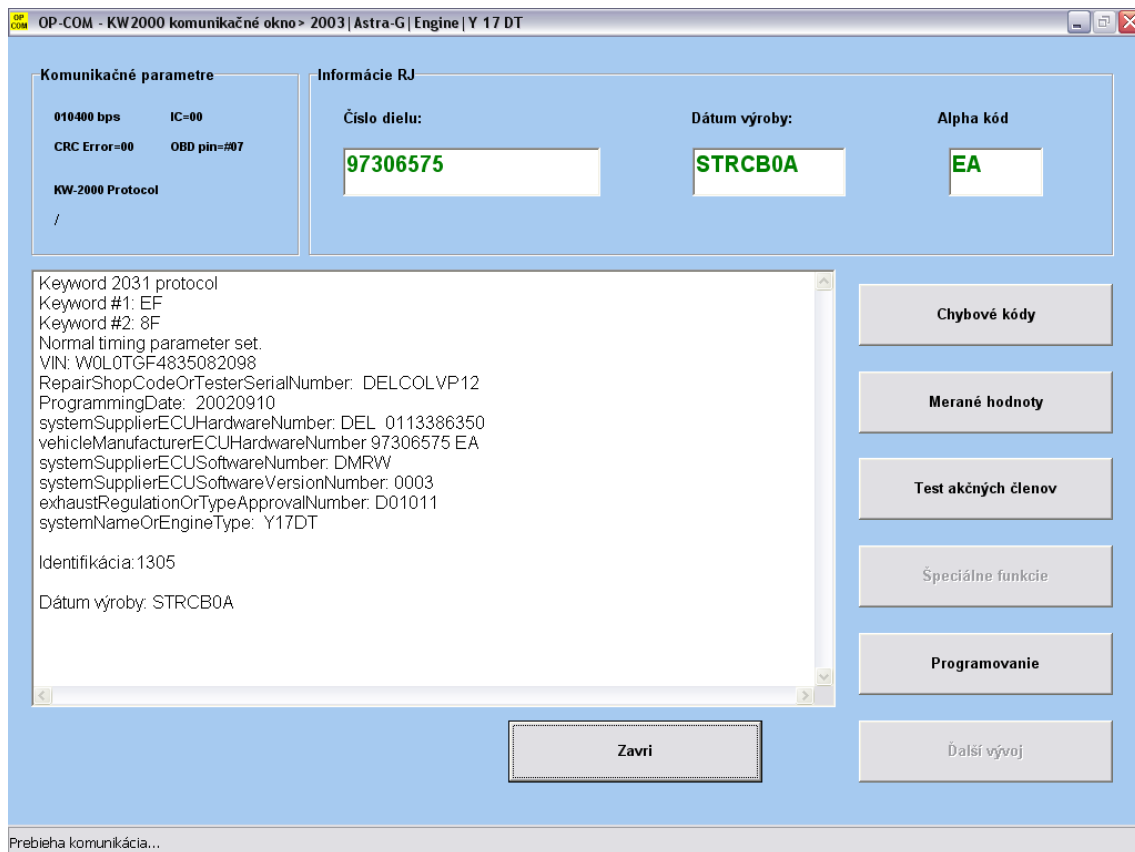 OP COM OP-COM - KW2000 komunikačné okno> 2003|Astra-G|Engine|Y 17 DT
Komunikačné parametre
010400 bps IC=00
CRC Error=00 OBD pin=#07
KW-2000 Protocol
/
Informácie RJ
Číslo dielu: Dátum výroby: Alpha kód
97306575 STRCB0A EA
Keyword 2031 protocol
Keyword #1: EF
Keyword #2: 8F
Normal timing parameter set.
VIN: W0L0TGF4835082098
RepairShopCodeOrTesterSerialNumber:  DELCOLVP12
ProgrammingDate:  20020910
systemSupplierECUHardwareNumber: DEL  0113386350
vehicleManufacturerECUHardwareNumber 97306575 EA
systemSupplierECUSoftwareNumber: DMRW
systemSupplierECUSoftwareVersionNumber: 0003
exhaustRegulationOrTypeApprovalNumber: D01011
systemNameOrEngineType:  Y17DT
Identifikácia:1305
Dátum výroby: STRCB0A
Chybové kódy
Merané hodnoty
Test akčných členov
Špeciálne funkcie
Programovanie
Ďalší vývoj
Zavri
Prebieha komunikácia...